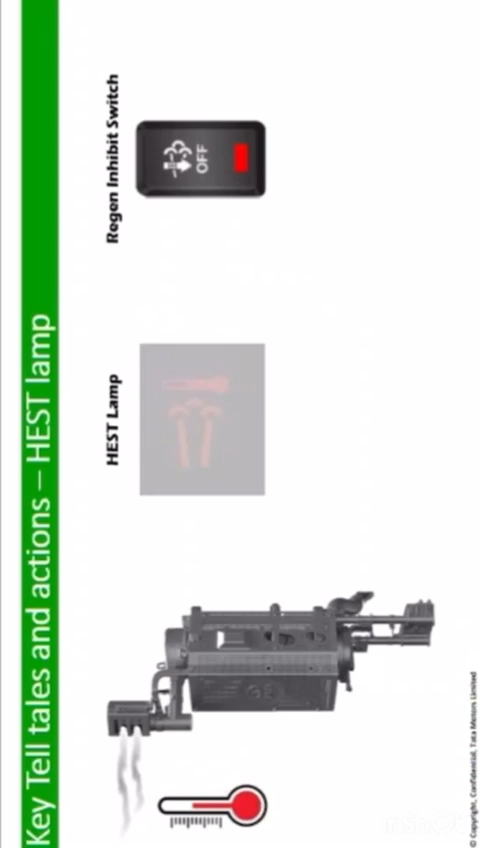 Key Tell tales and actions – HEST lamp
HEST Lamp
Regen Inhibit Switch
OFF
© Copyright, Confidential, Tata Motors Limited